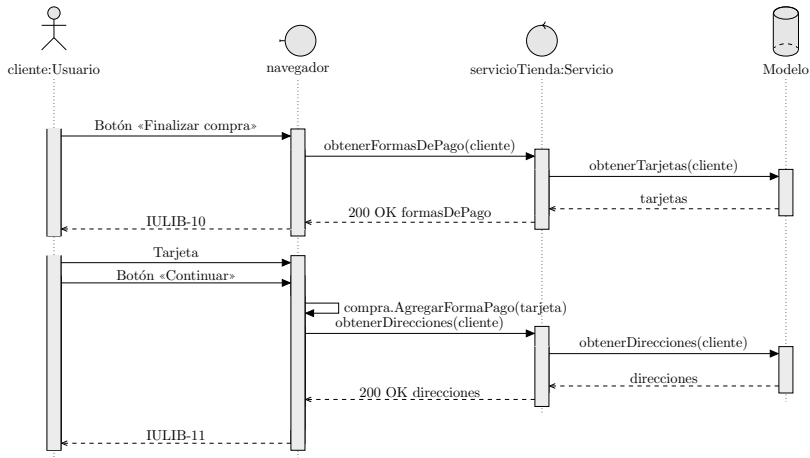 cliente:Usuario
navegador
servicioTienda:Servicio
Modelo
Botón «Finalizar compra»
obtenerFormasDePago(cliente)
obtenerTarjetas(cliente)
tarjetas
200 OK formasDePago
IULIB-10
Tarjeta
Botón «Continuar»
compra.AgregarFormaPago(tarjeta)
obtenerDirecciones(cliente)
obtenerDirecciones(cliente)
direcciones
200 OK direcciones
IULIB-11